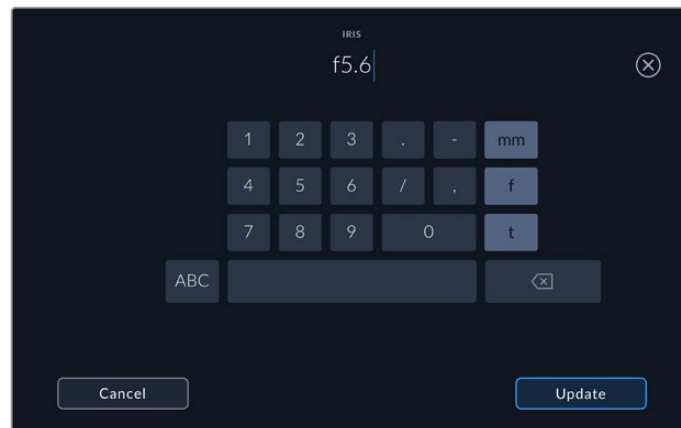 IRIS
f5.6
1 2 3 . - mm
4 5 6 / , f
7 8 9 0 t
ABC
Cancel Update